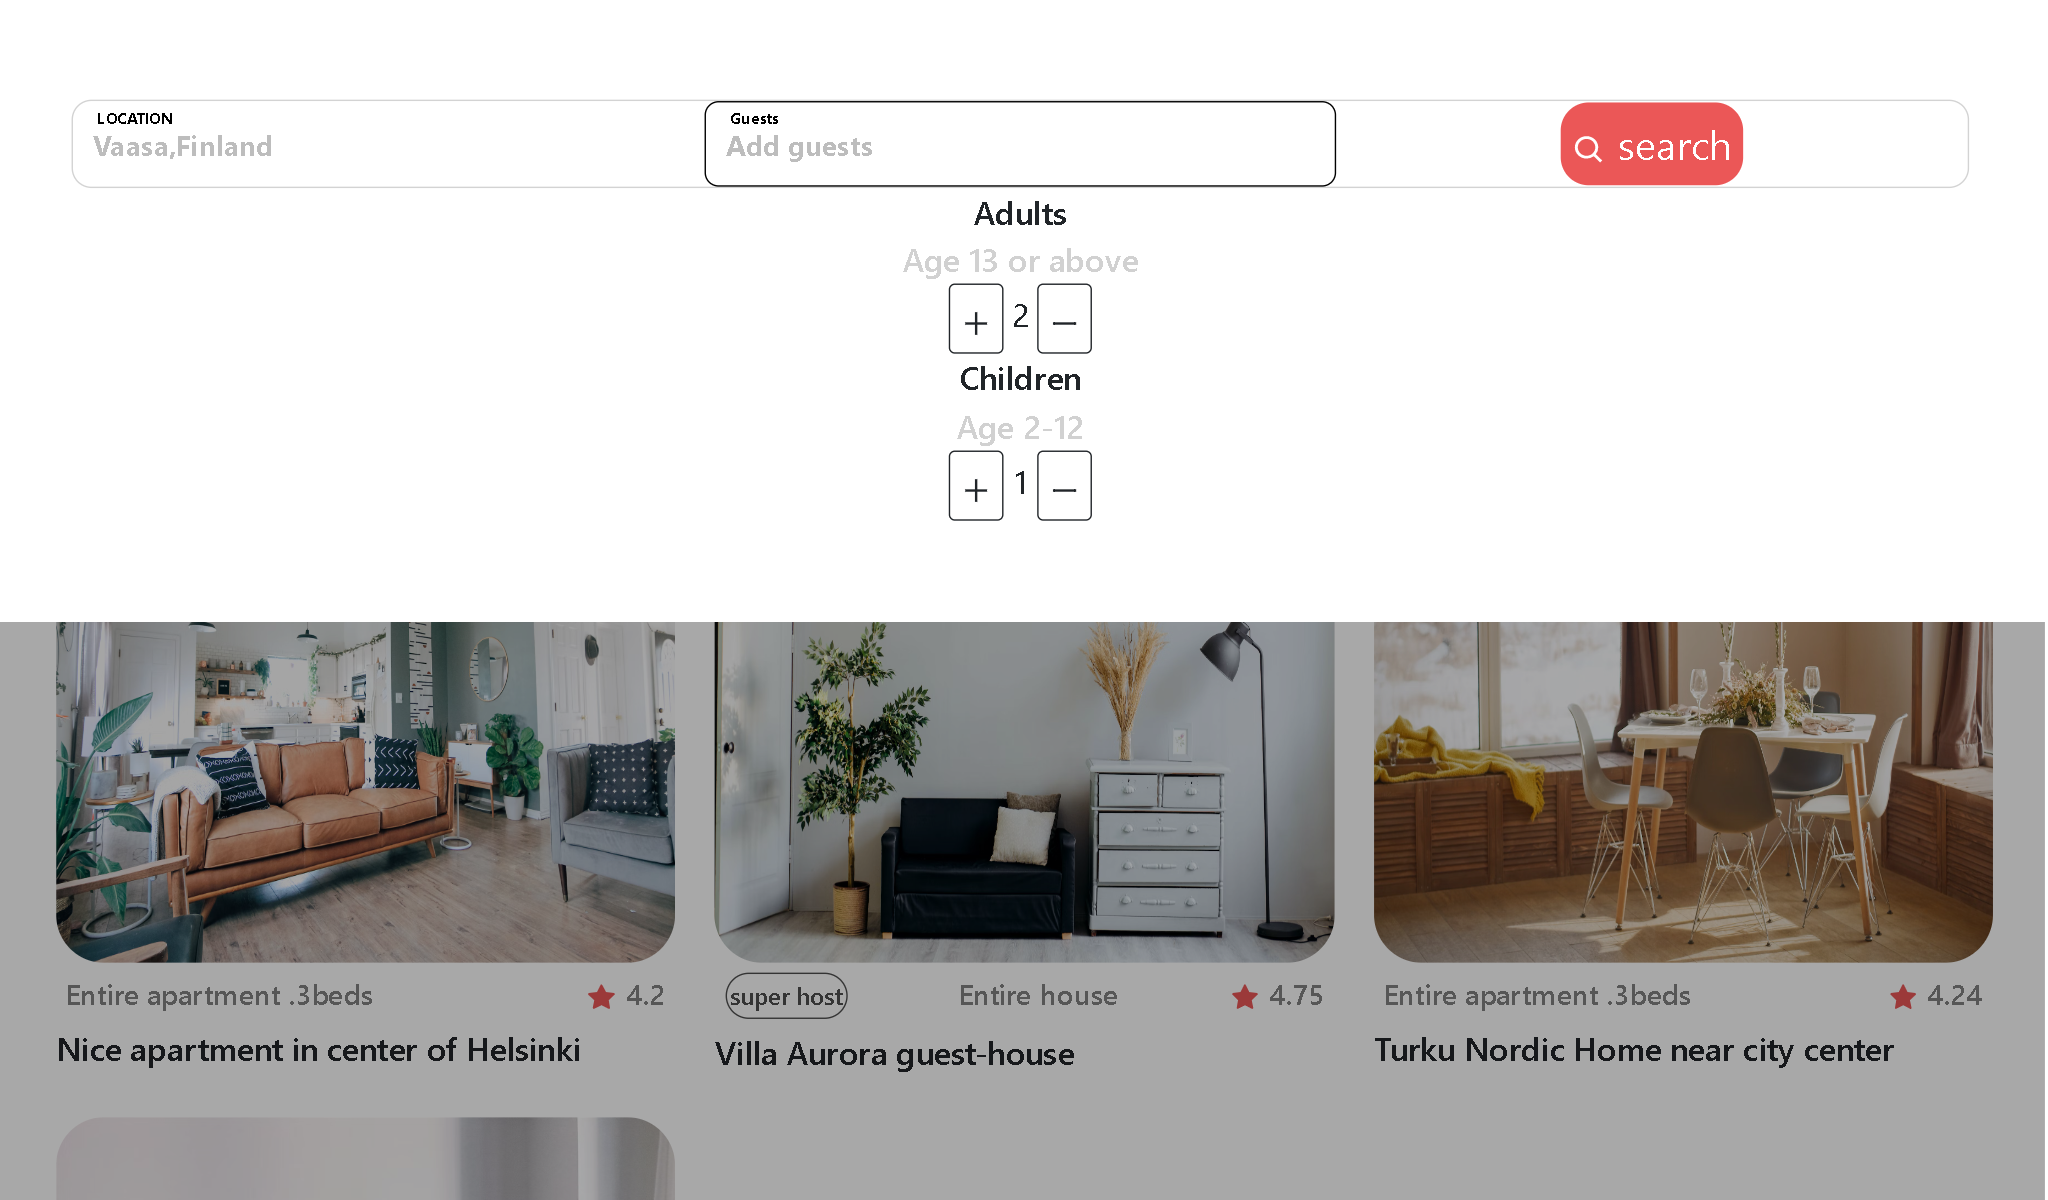 LOCATION
Vaasa,Finland
Guests
Add guests
search
Adults
Age 13 or above
+ 2 −
Children
Age 2-12
+ 1 −
Entire apartment .3beds
4.2
Nice apartment in center of Helsinki
super host
Entire house
4.75
Villa Aurora guest-house
Entire apartment .3beds
4.24
Turku Nordic Home near city center